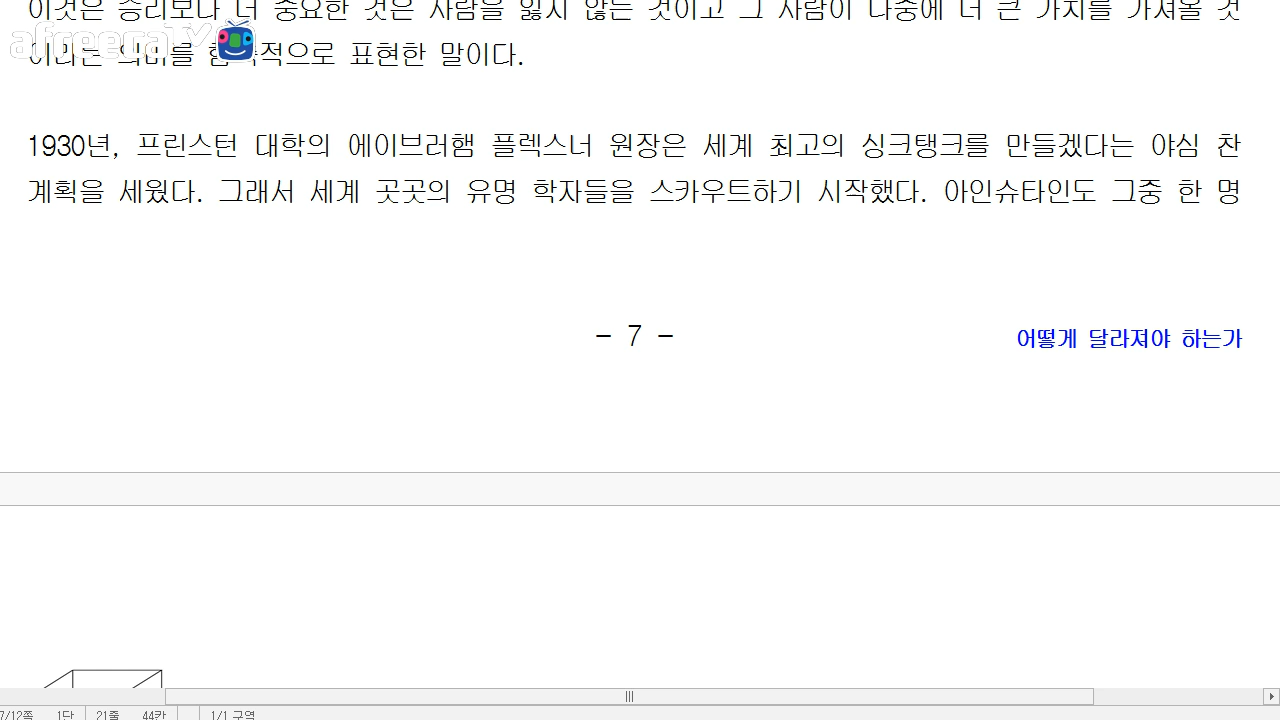 이것은 승리보다 더 중요한 것은 사람을 잃지 않는 것이고 그 사람이 나중에 더 큰 가치를 가져올 것
afreecaTV
이라는 의미를 함축적으로 표현한 말이다.
1930년, 프린스턴 대학의 에이브러햄 플렉스너 원장은 세계 최고의 싱크탱크를 만들겠다는 야심 찬
계획을 세웠다. 그래서 세계 곳곳의 유명 학자들을 스카우트하기 시작했다. 아인슈타인도 그중 한 명
- 7 -
어떻게 달라져야 하는가
7/12쪽 1단 21줄 44칸 1/1 구역